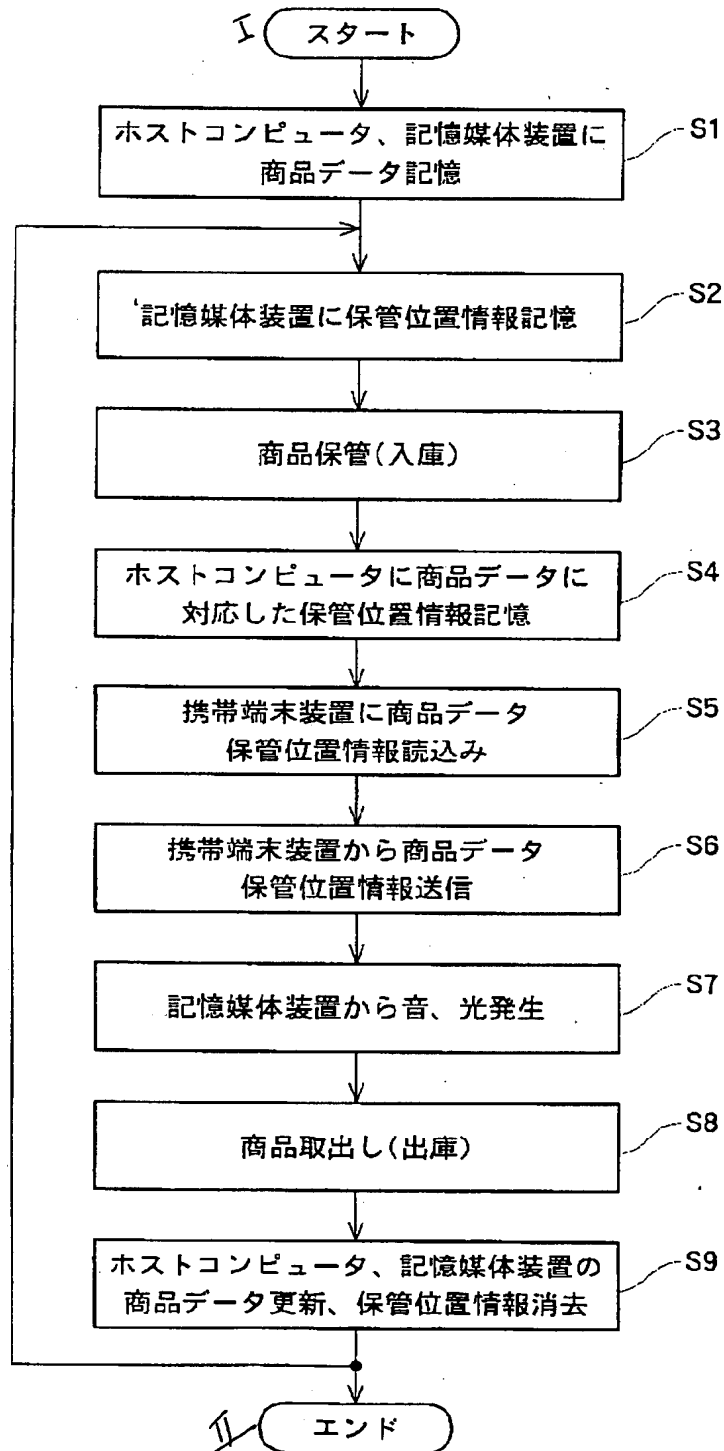 I
スタート
ホストコンピュータ、記憶媒体装置に
商品データ記憶
S1
記憶媒体装置に保管位置情報記憶
S2
商品保管(入庫)
S3
ホストコンピュータに商品データに
対応した保管位置情報記憶
S4
携帯端末装置に商品データ
保管位置情報読込み
S5
携帯端末装置から商品データ
保管位置情報送信
S6
記憶媒体装置から音、光発生
S7
商品取出し(出庫)
S8
ホストコンピュータ、記憶媒体装置の
商品データ更新、保管位置情報消去
S9
II
エンド